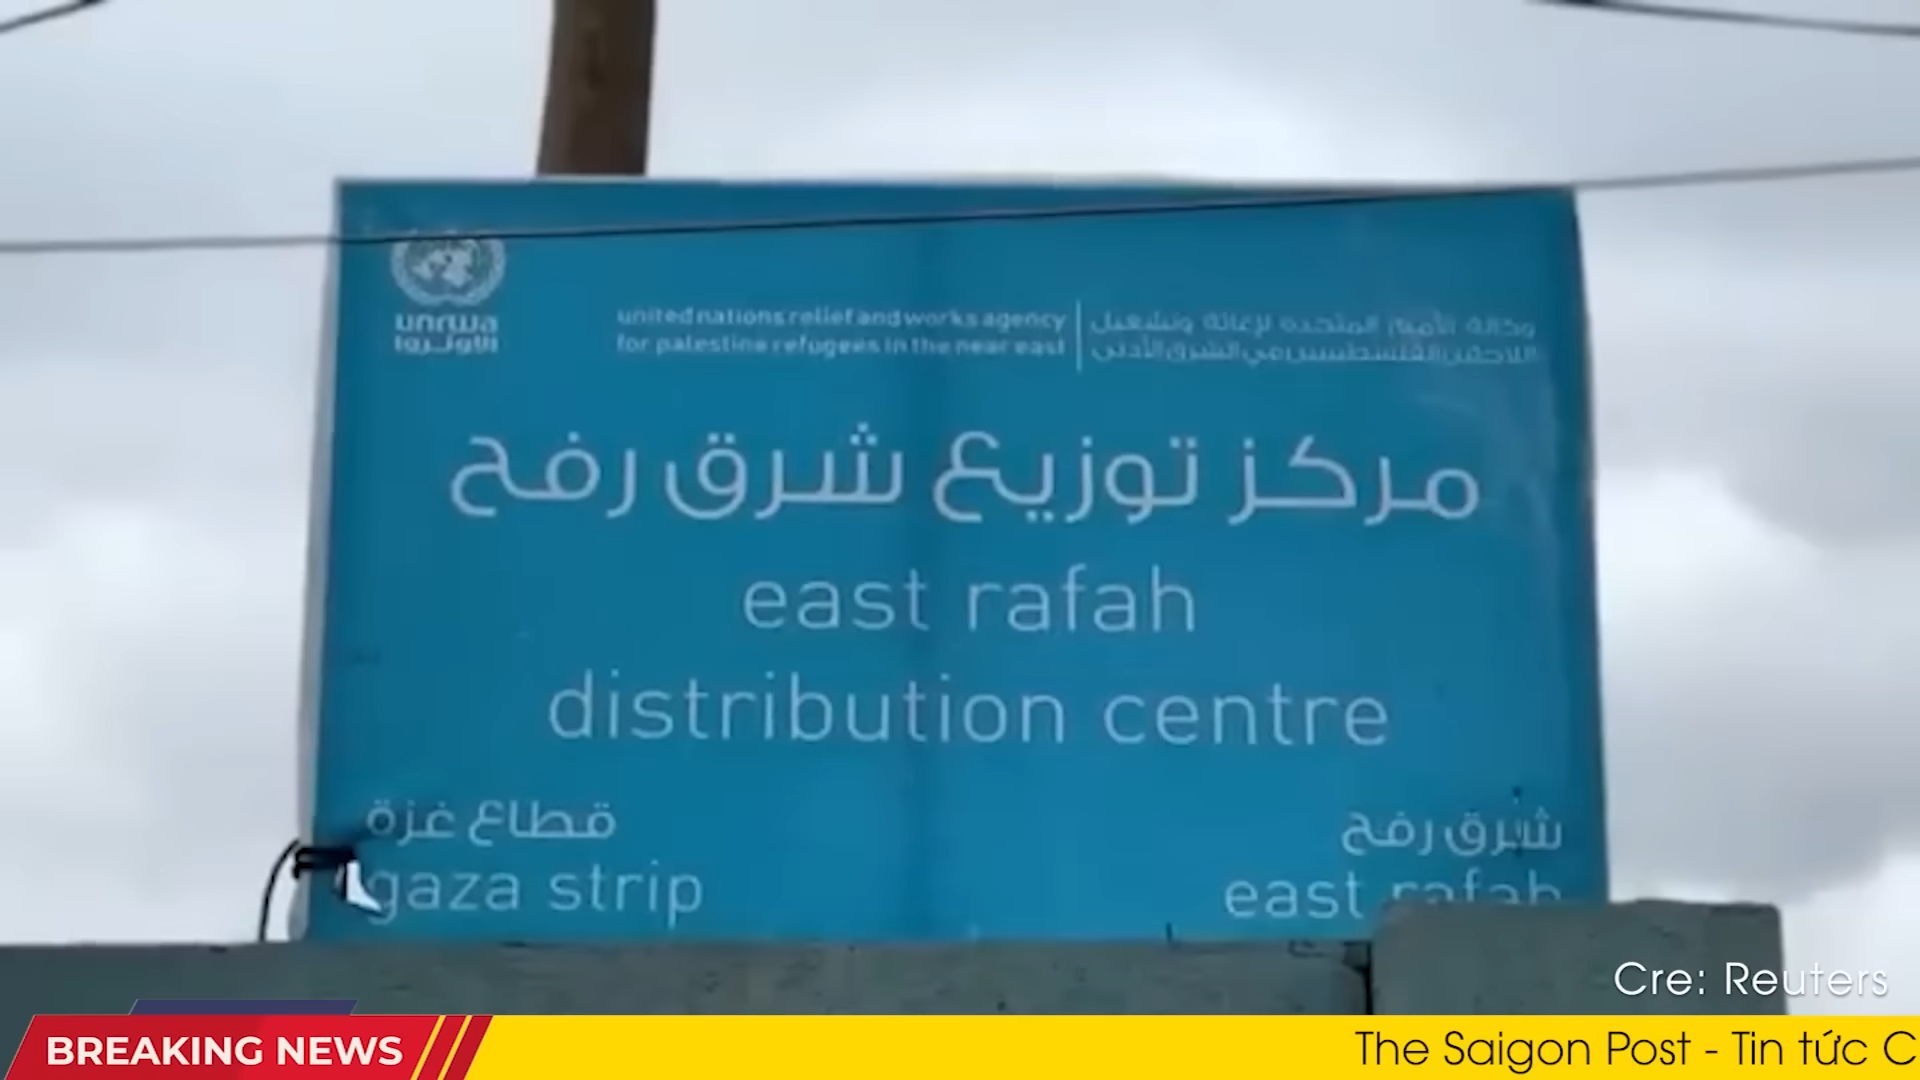 unrwa
الأونروا
united nations relief and works agency
for palestine refugees in the near east
وكالة الأمم المتحدة لإغاثة وتشغيل
اللاجئين الفلسطينيين في الشرق الأدنى
مركز توزيع شرق رفح
east rafah
distribution centre
قطاع غزة
gaza strip
شرق رفح
east rafah
Cre: Reuters
BREAKING NEWS
The Saigon Post - Tin tức C